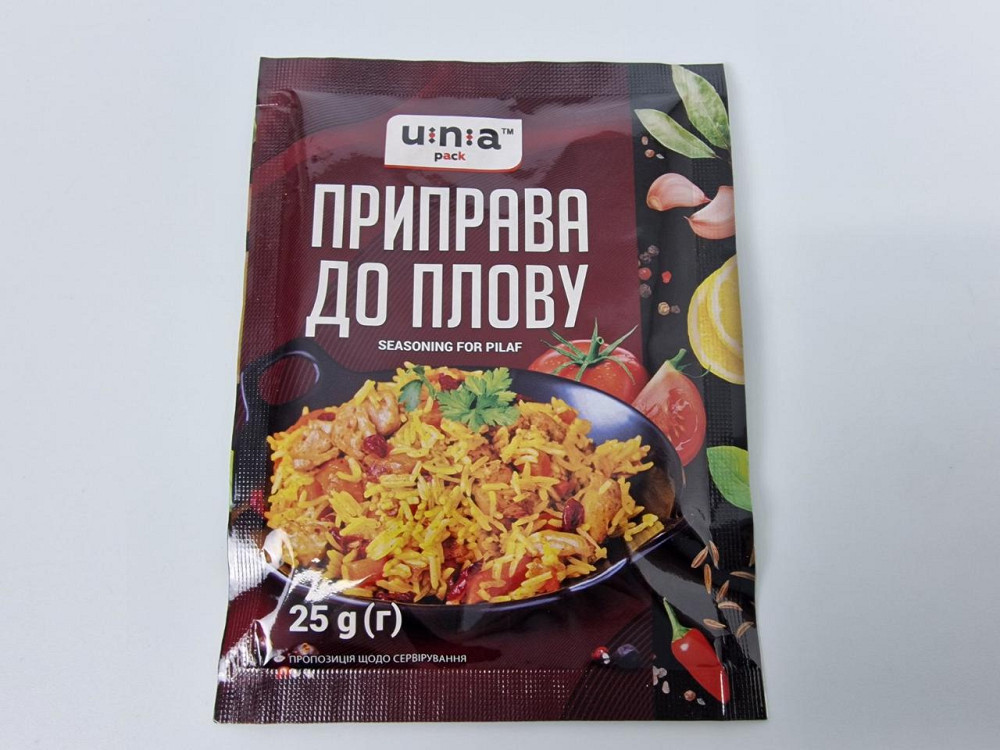 u:n:a™
pack
ПРИПРАВА
ДО ПЛОВУ
SEASONING FOR PILAF
25 g (г)
ПРОПОЗИЦІЯ ЩОДО СЕРВІРУВАННЯ